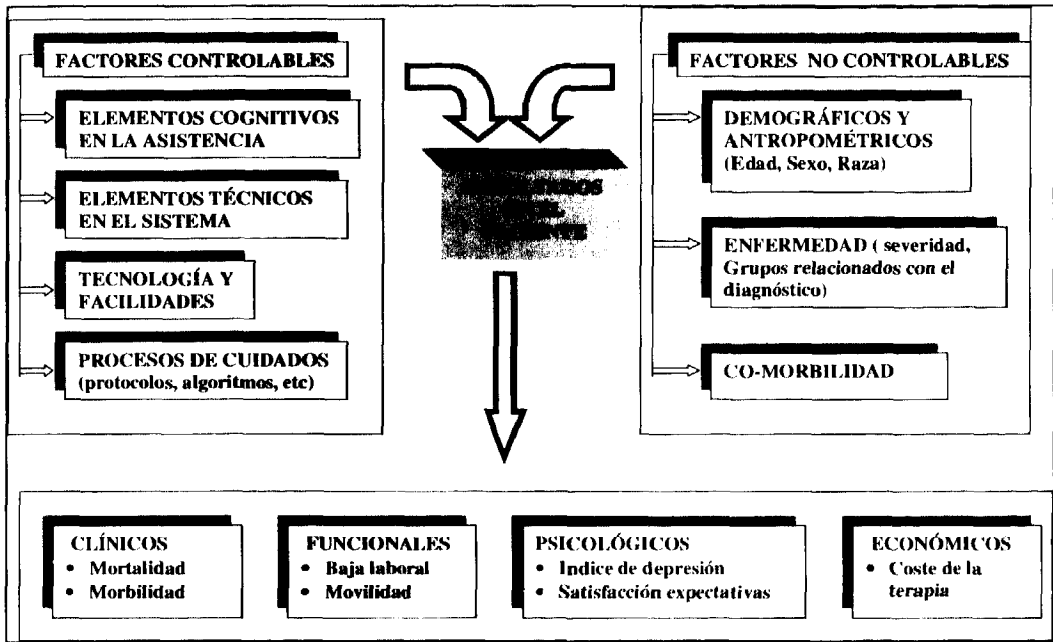 FACTORES CONTROLABLES
ELEMENTOS COGNITIVOS
EN LA ASISTENCIA
ELEMENTOS TÉCNICOS
EN EL SISTEMA
TECNOLOGÍA Y
FACILIDADES
PROCESOS DE CUIDADOS
(protocolos, algoritmos, etc)
FACTORES NO CONTROLABLES
DEMOGRÁFICOS Y
ANTROPOMÉTRICOS
(Edad, Sexo, Raza)
ENFERMEDAD ( severidad,
Grupos relacionados con el
diagnóstico)
CO-MORBILIDAD
CLÍNICOS
• Mortalidad
• Morbilidad
FUNCIONALES
• Baja laboral
• Movilidad
PSICOLÓGICOS
• Indice de depresión
• Satisfacción expectativas
ECONÓMICOS
• Coste de la
terapia